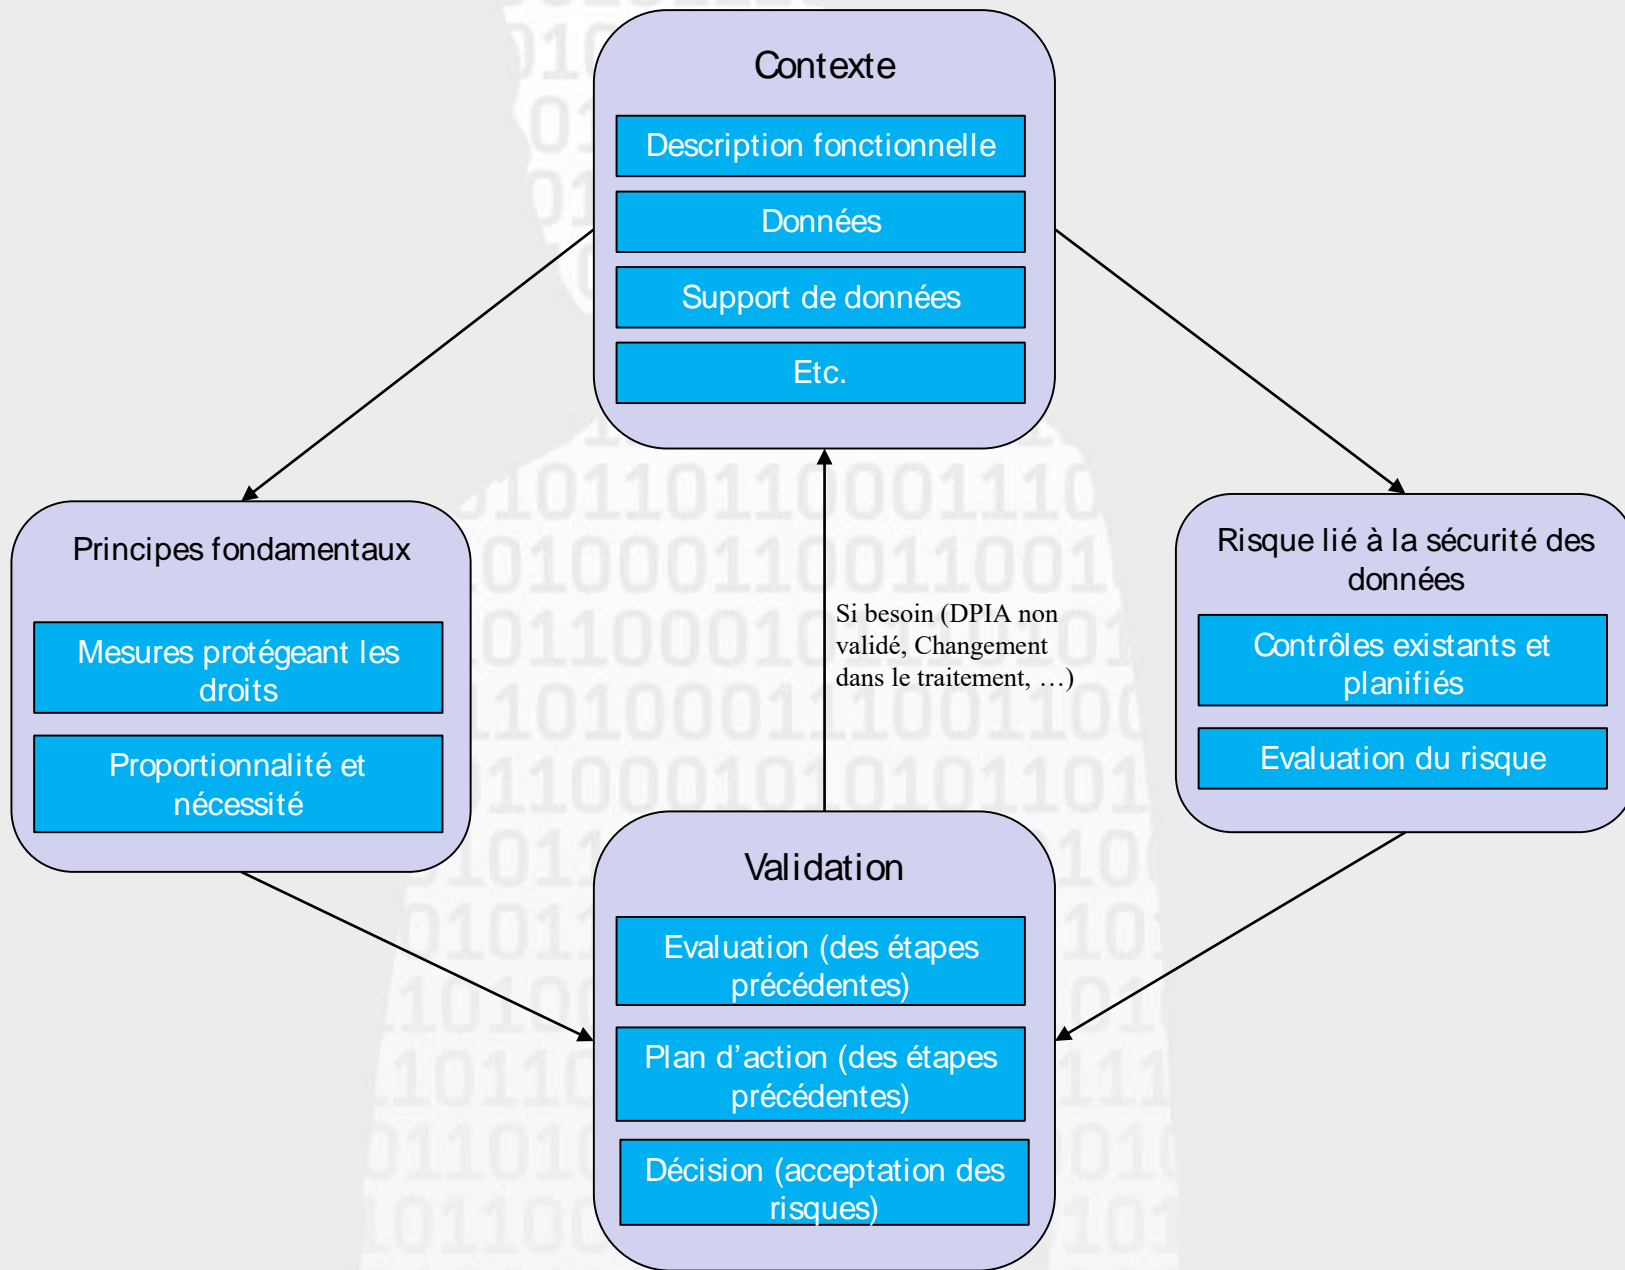 Contexte
Description fonctionnelle
Données
Support de données
Etc.
Principes fondamentaux
Mesures protégeant les
droits
Proportionnalité et
nécessité
Si besoin (DPIA non
validé, Changement
dans le traitement, …)
Risque lié à la sécurité des
données
Contrôles existants et
planifiés
Evaluation du risque
Validation
Evaluation (des étapes
précédentes)
Plan d’action (des étapes
précédentes)
Décision (acceptation des
risques)